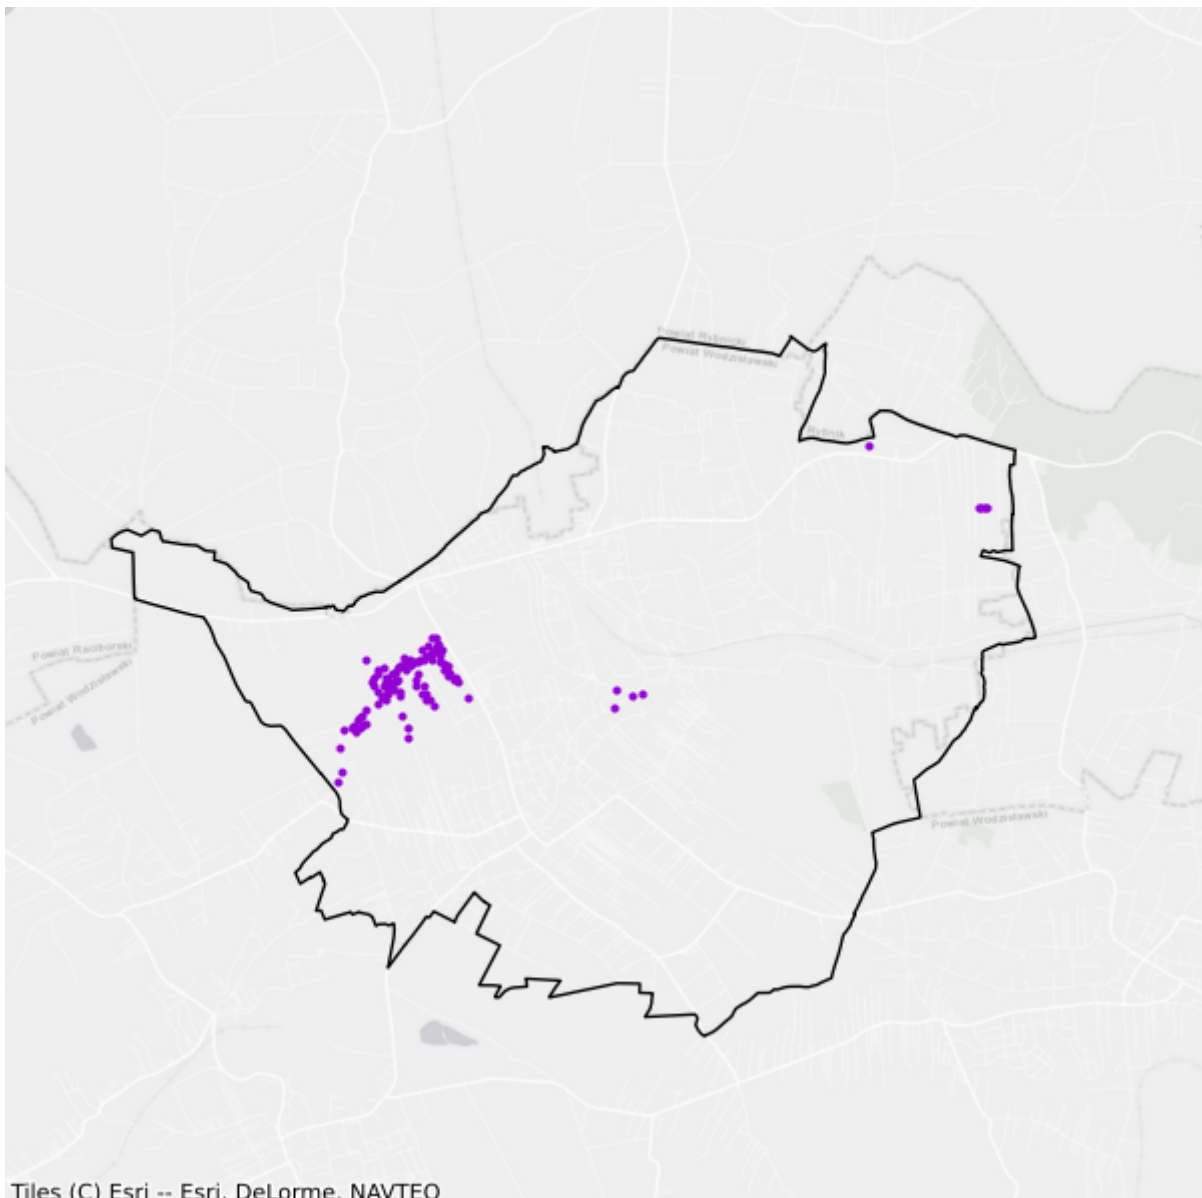 Powiat Rybnicki
Powiat Wodzisławski
Rybnik
Powiat Raciborski
Powiat Wodzisławski
Powiat Wodzisławski
Tiles (C) Esri -- Esri, DeLorme, NAVTEQ